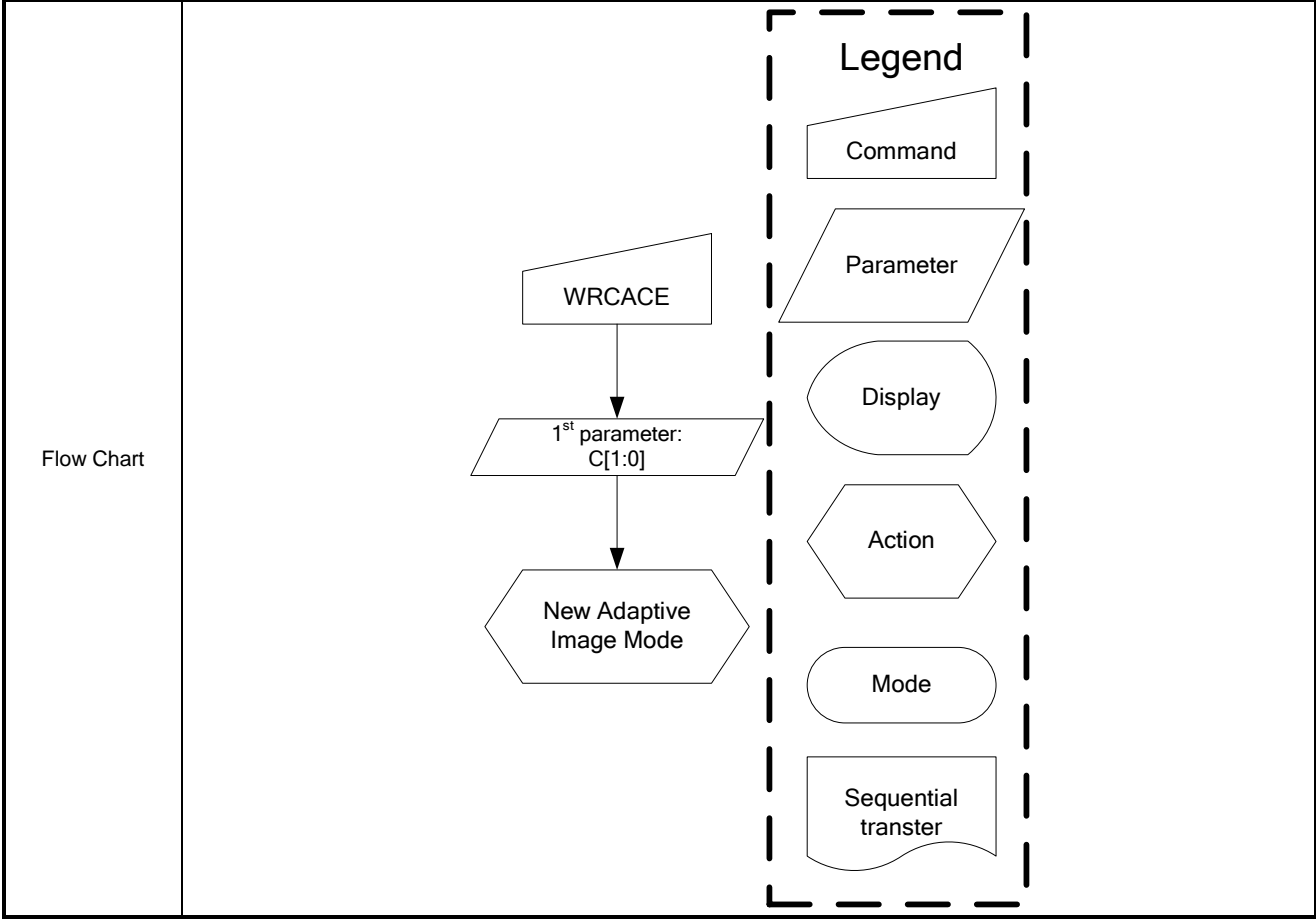 Flow Chart
WRCACE
1st parameter:
C[1:0]
New Adaptive
Image Mode
Legend
Command
Parameter
Display
Action
Mode
Sequential
transter